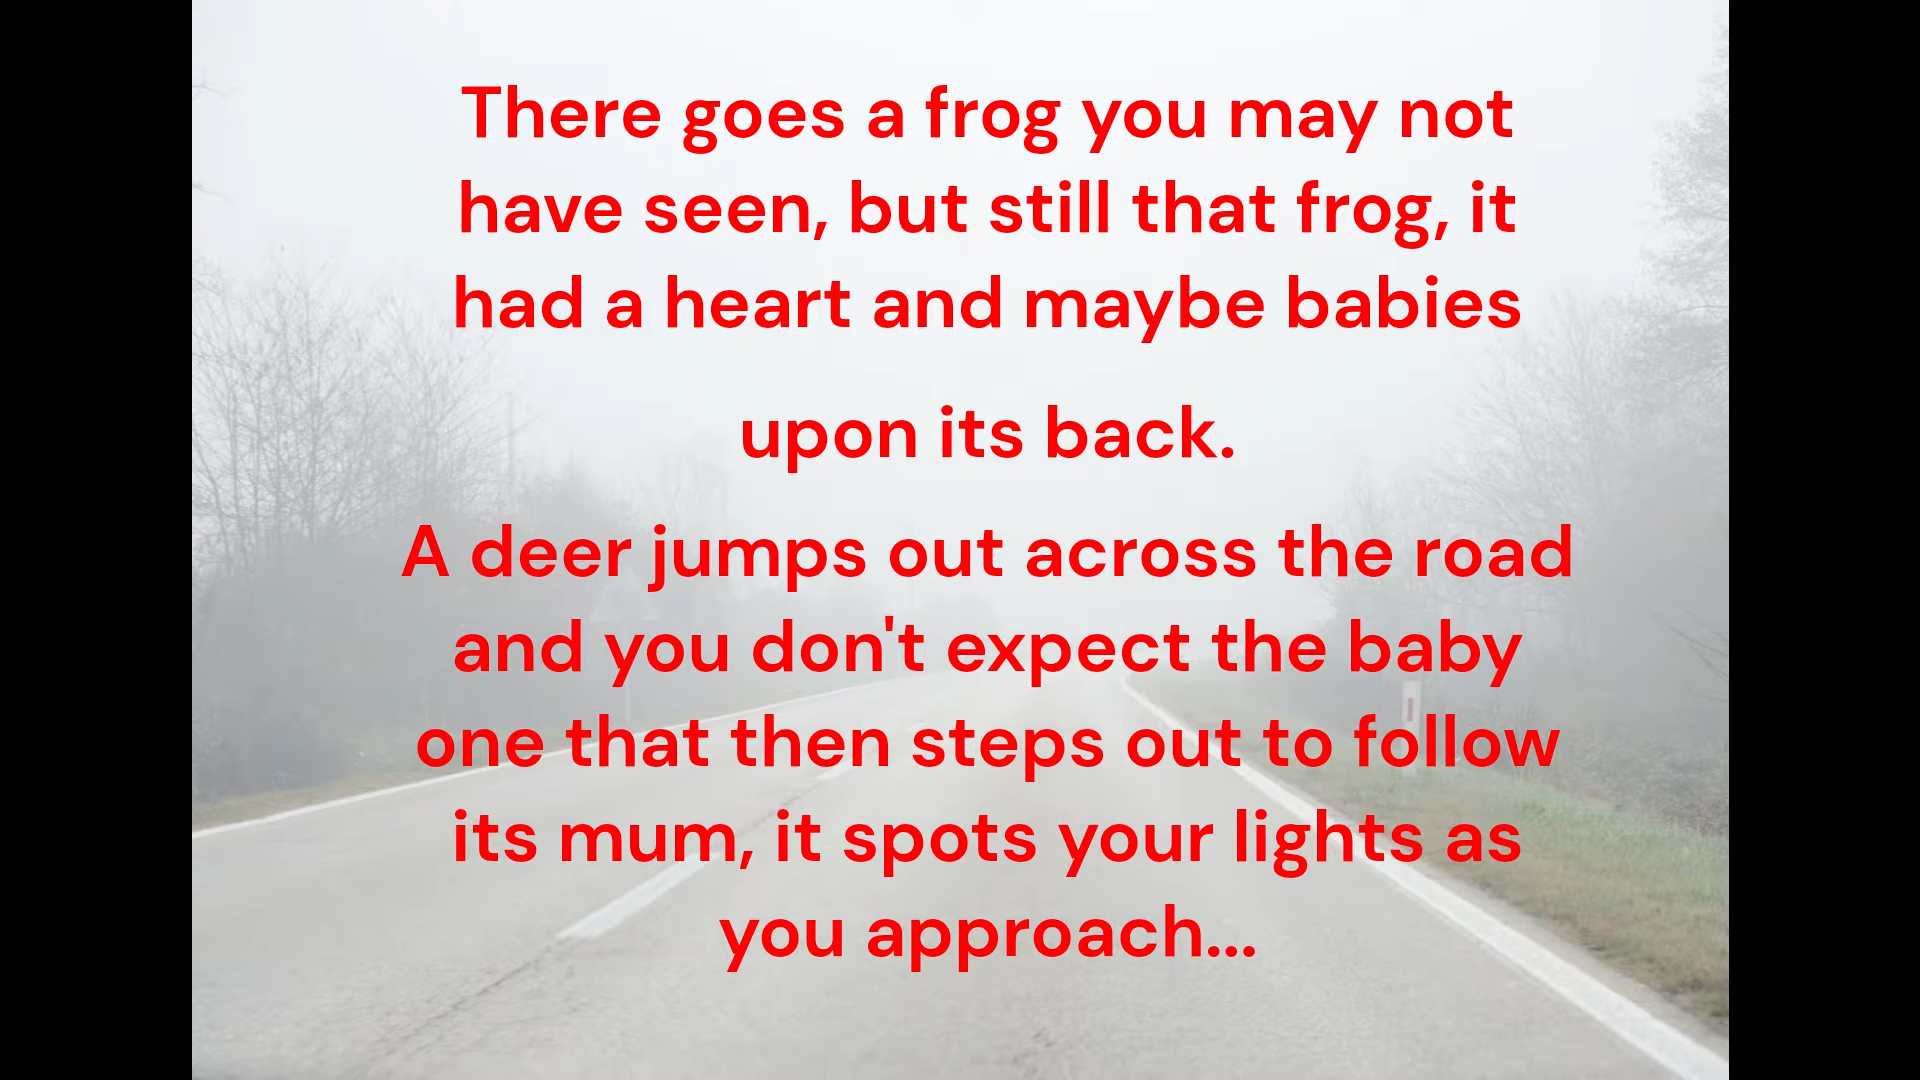 There goes a frog you may not
have seen, but still that frog, it
had a heart and maybe babies
upon its back.
A deer jumps out across the road
and you don't expect the baby
one that then steps out to follow
its mum, it spots your lights as
you approach...